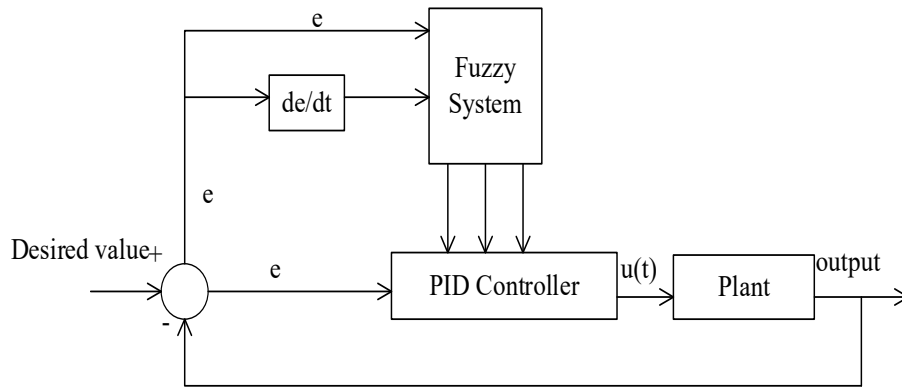 e
Fuzzy
System
de/dt
e
Desired value
+
e
PID Controller
u(t)
Plant
output
-